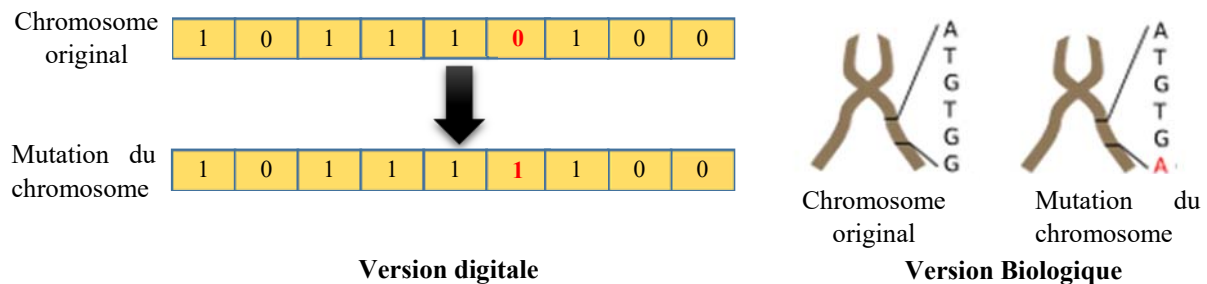 Chromosome
original
1 0 1 1 1 0 1 0 0
Mutation du
chromosome
1 0 1 1 1 1 1 0 0
Version digitale
A
T
G
T
G
G
Chromosome
original
A
T
G
T
G
A
Mutation du
chromosome
Version Biologique